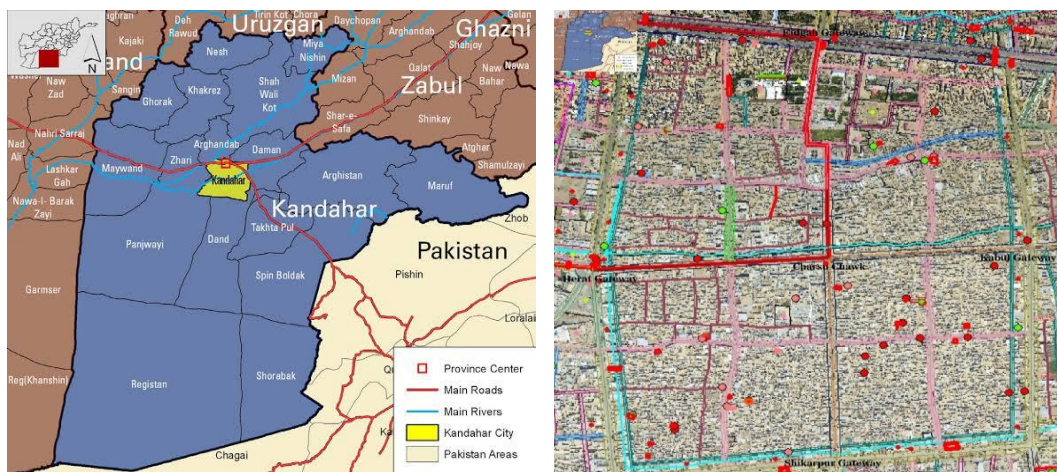 Uruzgan
Tirin Kot
Chora
Daychopan
Ghazni
Gelan
Deh Rawud
Kajaki
Arghandab
Shahjoy
Miya Nishin
Nesh
Mizan
Qalat
Naw Bahar
Nawa
Naw Zad
Sangin
Ghorak
Khakrez
Shah Wali Kot
Zabul
Shinkay
Shar-e-Safa
Nahri Sarraj
Nad Ali
Arghandab
Daman
Atghar
Shamulzayi
Lashkar Gah
Maywand
Zhari
Kandahar
Arghistan
Maruf
Nawa-I- Barak Zayi
Kandahar
Zhob
Takhta Pul
Panjwayi
Dand
Pakistan
Pishin
Spin Boldak
Garmser
Loralai
Reg(Khanshin)
Registan
Shorabak
Chagai
N
Province Center
Main Roads
Main Rivers
Kandahar City
Pakistan Areas
Eidgah Gateway
Herat Gateway
Charsu Chawk
Kabul Gateway
Shikarpur Gateway